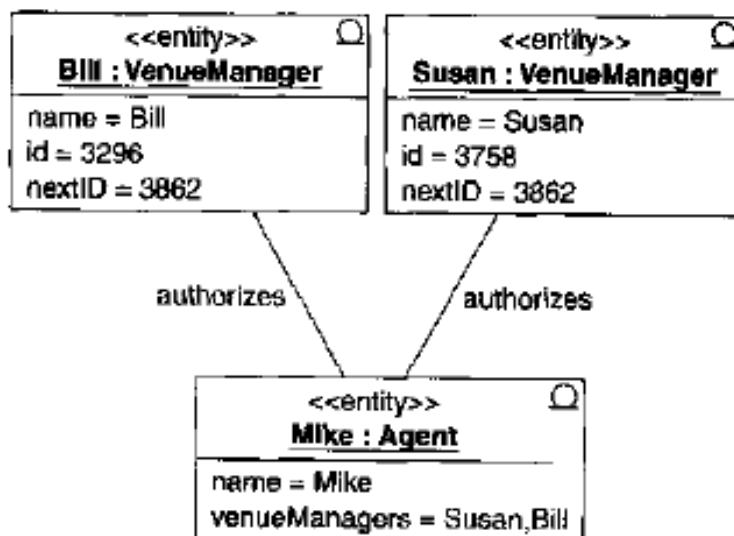 <<entity>>
Bill : VenueManager
name = Bill
id = 3296
nextID = 3862
<<entity>>
Susan : VenueManager
name = Susan
id = 3758
nextID = 3862
authorizes
authorizes
<<entity>>
Mike : Agent
name = Mike
venueManagers = Susan,Bill